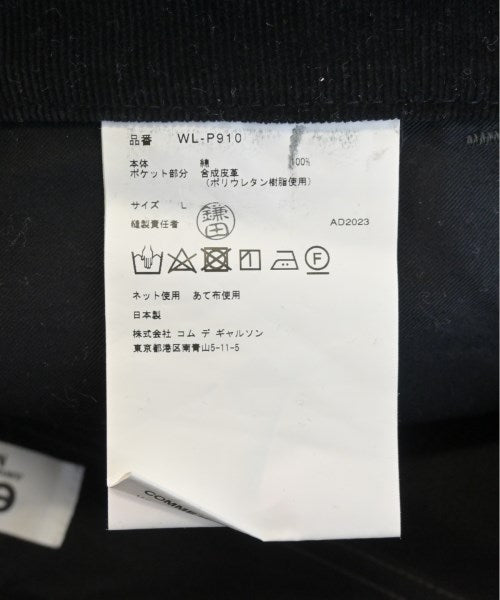 品番 WL-P910
本体 綿 100%
ポケット部分 合成皮革
(ポリウレタン樹脂使用)
サイズ L
縫製責任者 鎌田 AD2023
F
ネット使用 あて布使用
日本製
株式会社 コム デ ギャルソン
東京都港区南青山5-11-5
COMME